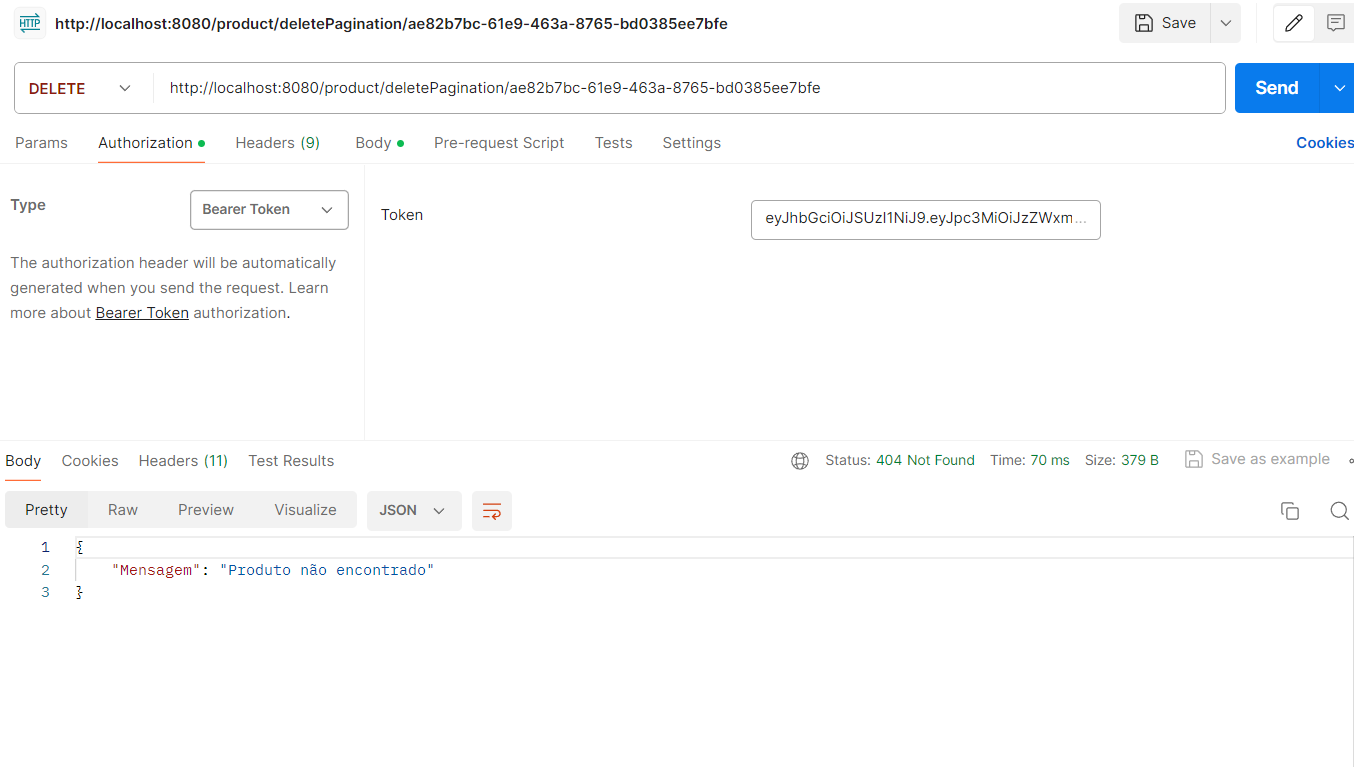 HTTP http://localhost:8080/product/deletePagination/ae82b7bc-61e9-463a-8765-bd0385ee7bfe Save
DELETE http://localhost:8080/product/deletePagination/ae82b7bc-61e9-463a-8765-bd0385ee7bfe Send
Params Authorization Headers (9) Body Pre-request Script Tests Settings Cookies
Type Bearer Token
The authorization header will be automatically
generated when you send the request. Learn
more about Bearer Token authorization.
Token eyJhbGciOiJSUzI1NiJ9.eyJpc3MiOiJzZWxm...
Body Cookies Headers (11) Test Results Status: 404 Not Found Time: 70 ms Size: 379 B Save as example
Pretty Raw Preview Visualize JSON
1 {
2 "Mensagem": "Produto não encontrado"
3 }